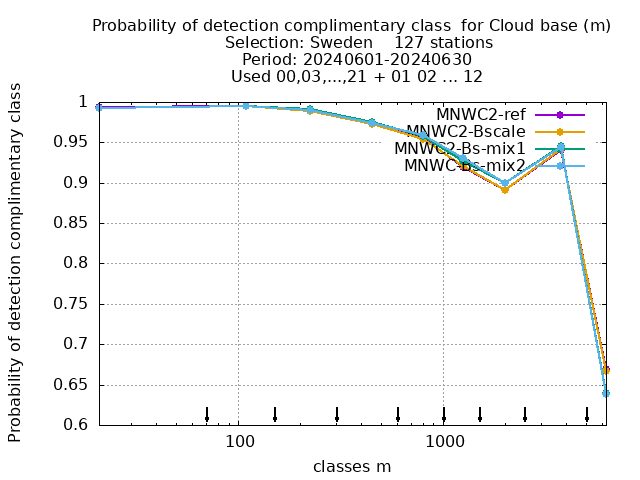 Probability of detection complimentary class  for Cloud base (m)
Selection: Sweden    127 stations
Period: 20240601-20240630
Used 00,03,...,21 + 01 02 ... 12
Probability of detection complimentary class
1
0.95
0.9
0.85
0.8
0.75
0.7
0.65
0.6
MNWC2-ref
MNWC2-Bscale
MNWC2-Bs-mix1
MNWC-Bs-mix2
100
1000
classes m